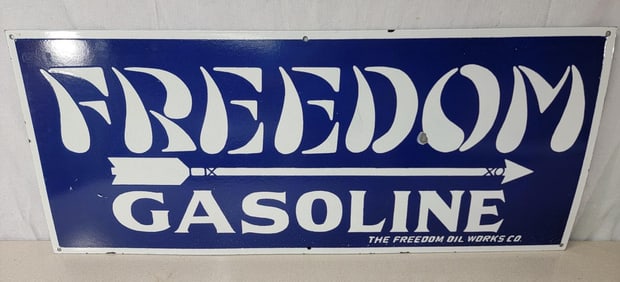 FREEDOM
GASOLINE
THE FREEDOM OIL WORKS CO.